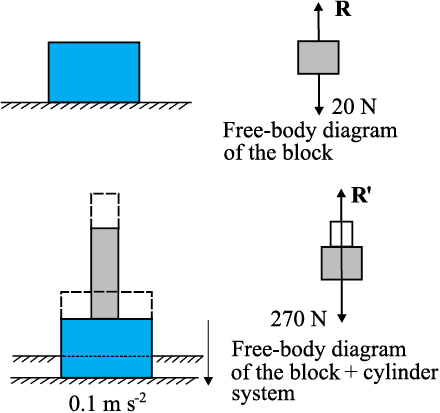 R
20 N
Free-body diagram
of the block
R'
270 N
Free-body diagram
of the block + cylinder
system
0.1 m s⁻²